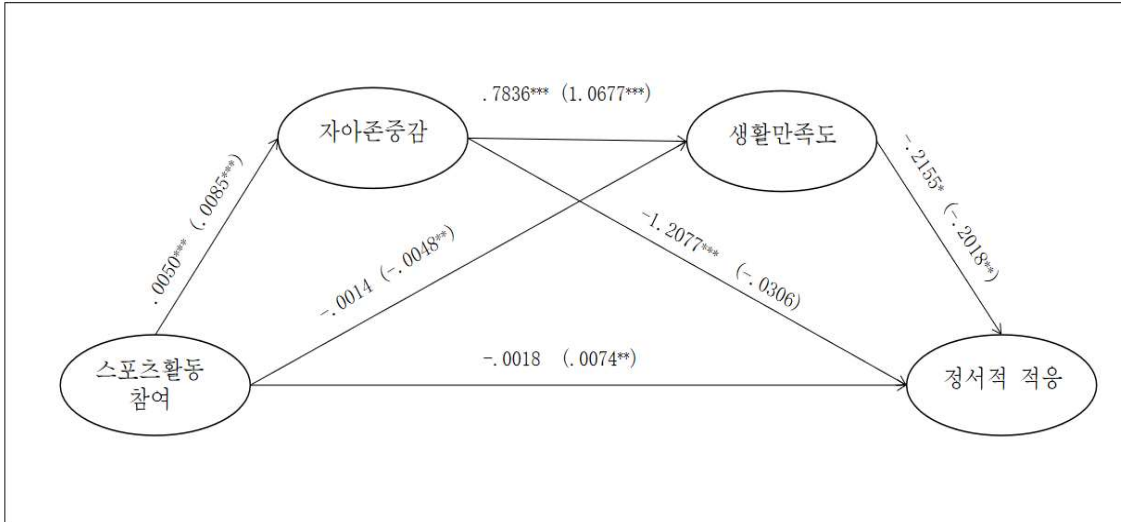 .7836*** (1.0677***)
자아존중감
생활만족도
.0050*** (.0085***)
-.2155* (-.2018**)
-.0014 (-.0048**)
-1.2077*** (-.0306)
-.0018 (.0074**)
스포츠활동
참여
정서적 적응